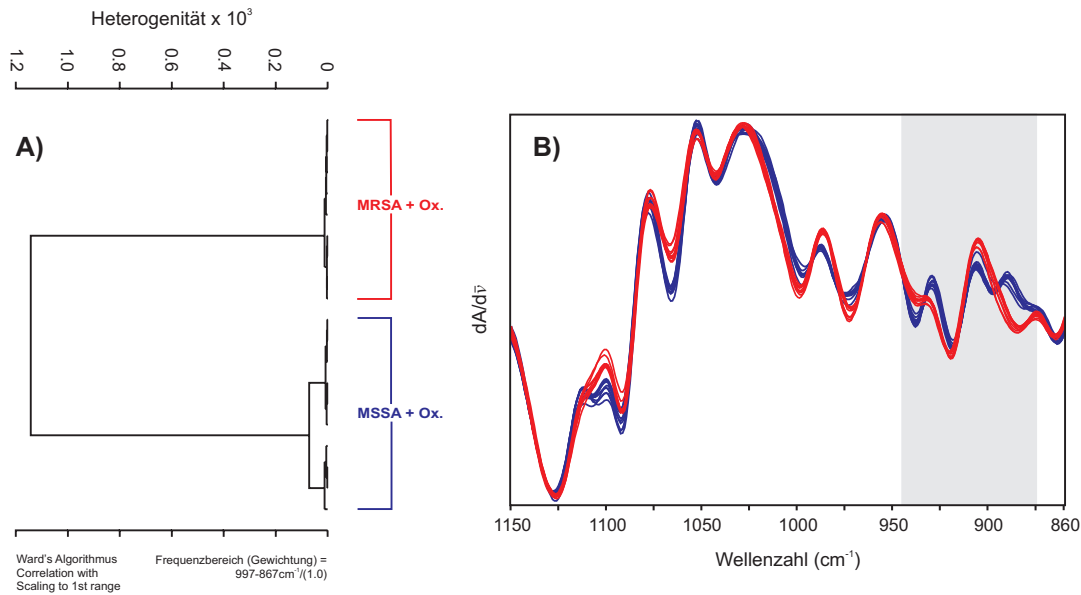 Heterogenität x 10³
1.2 1.0 0.8 0.6 0.4 0.2 0
A)
MRSA + Ox.
MSSA + Ox.
Ward's Algorithmus
Correlation with
Scaling to 1st range
Frequenzbereich (Gewichtung) =
997-867cm⁻¹/(1.0)
B)
dA/dν̄
1150 1100 1050 1000 950 900 860
Wellenzahl (cm⁻¹)